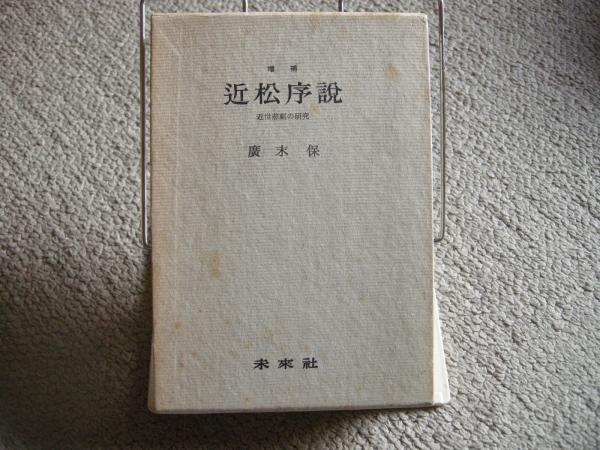 増補
近松序説
近世悲劇の研究
廣末保
未來社